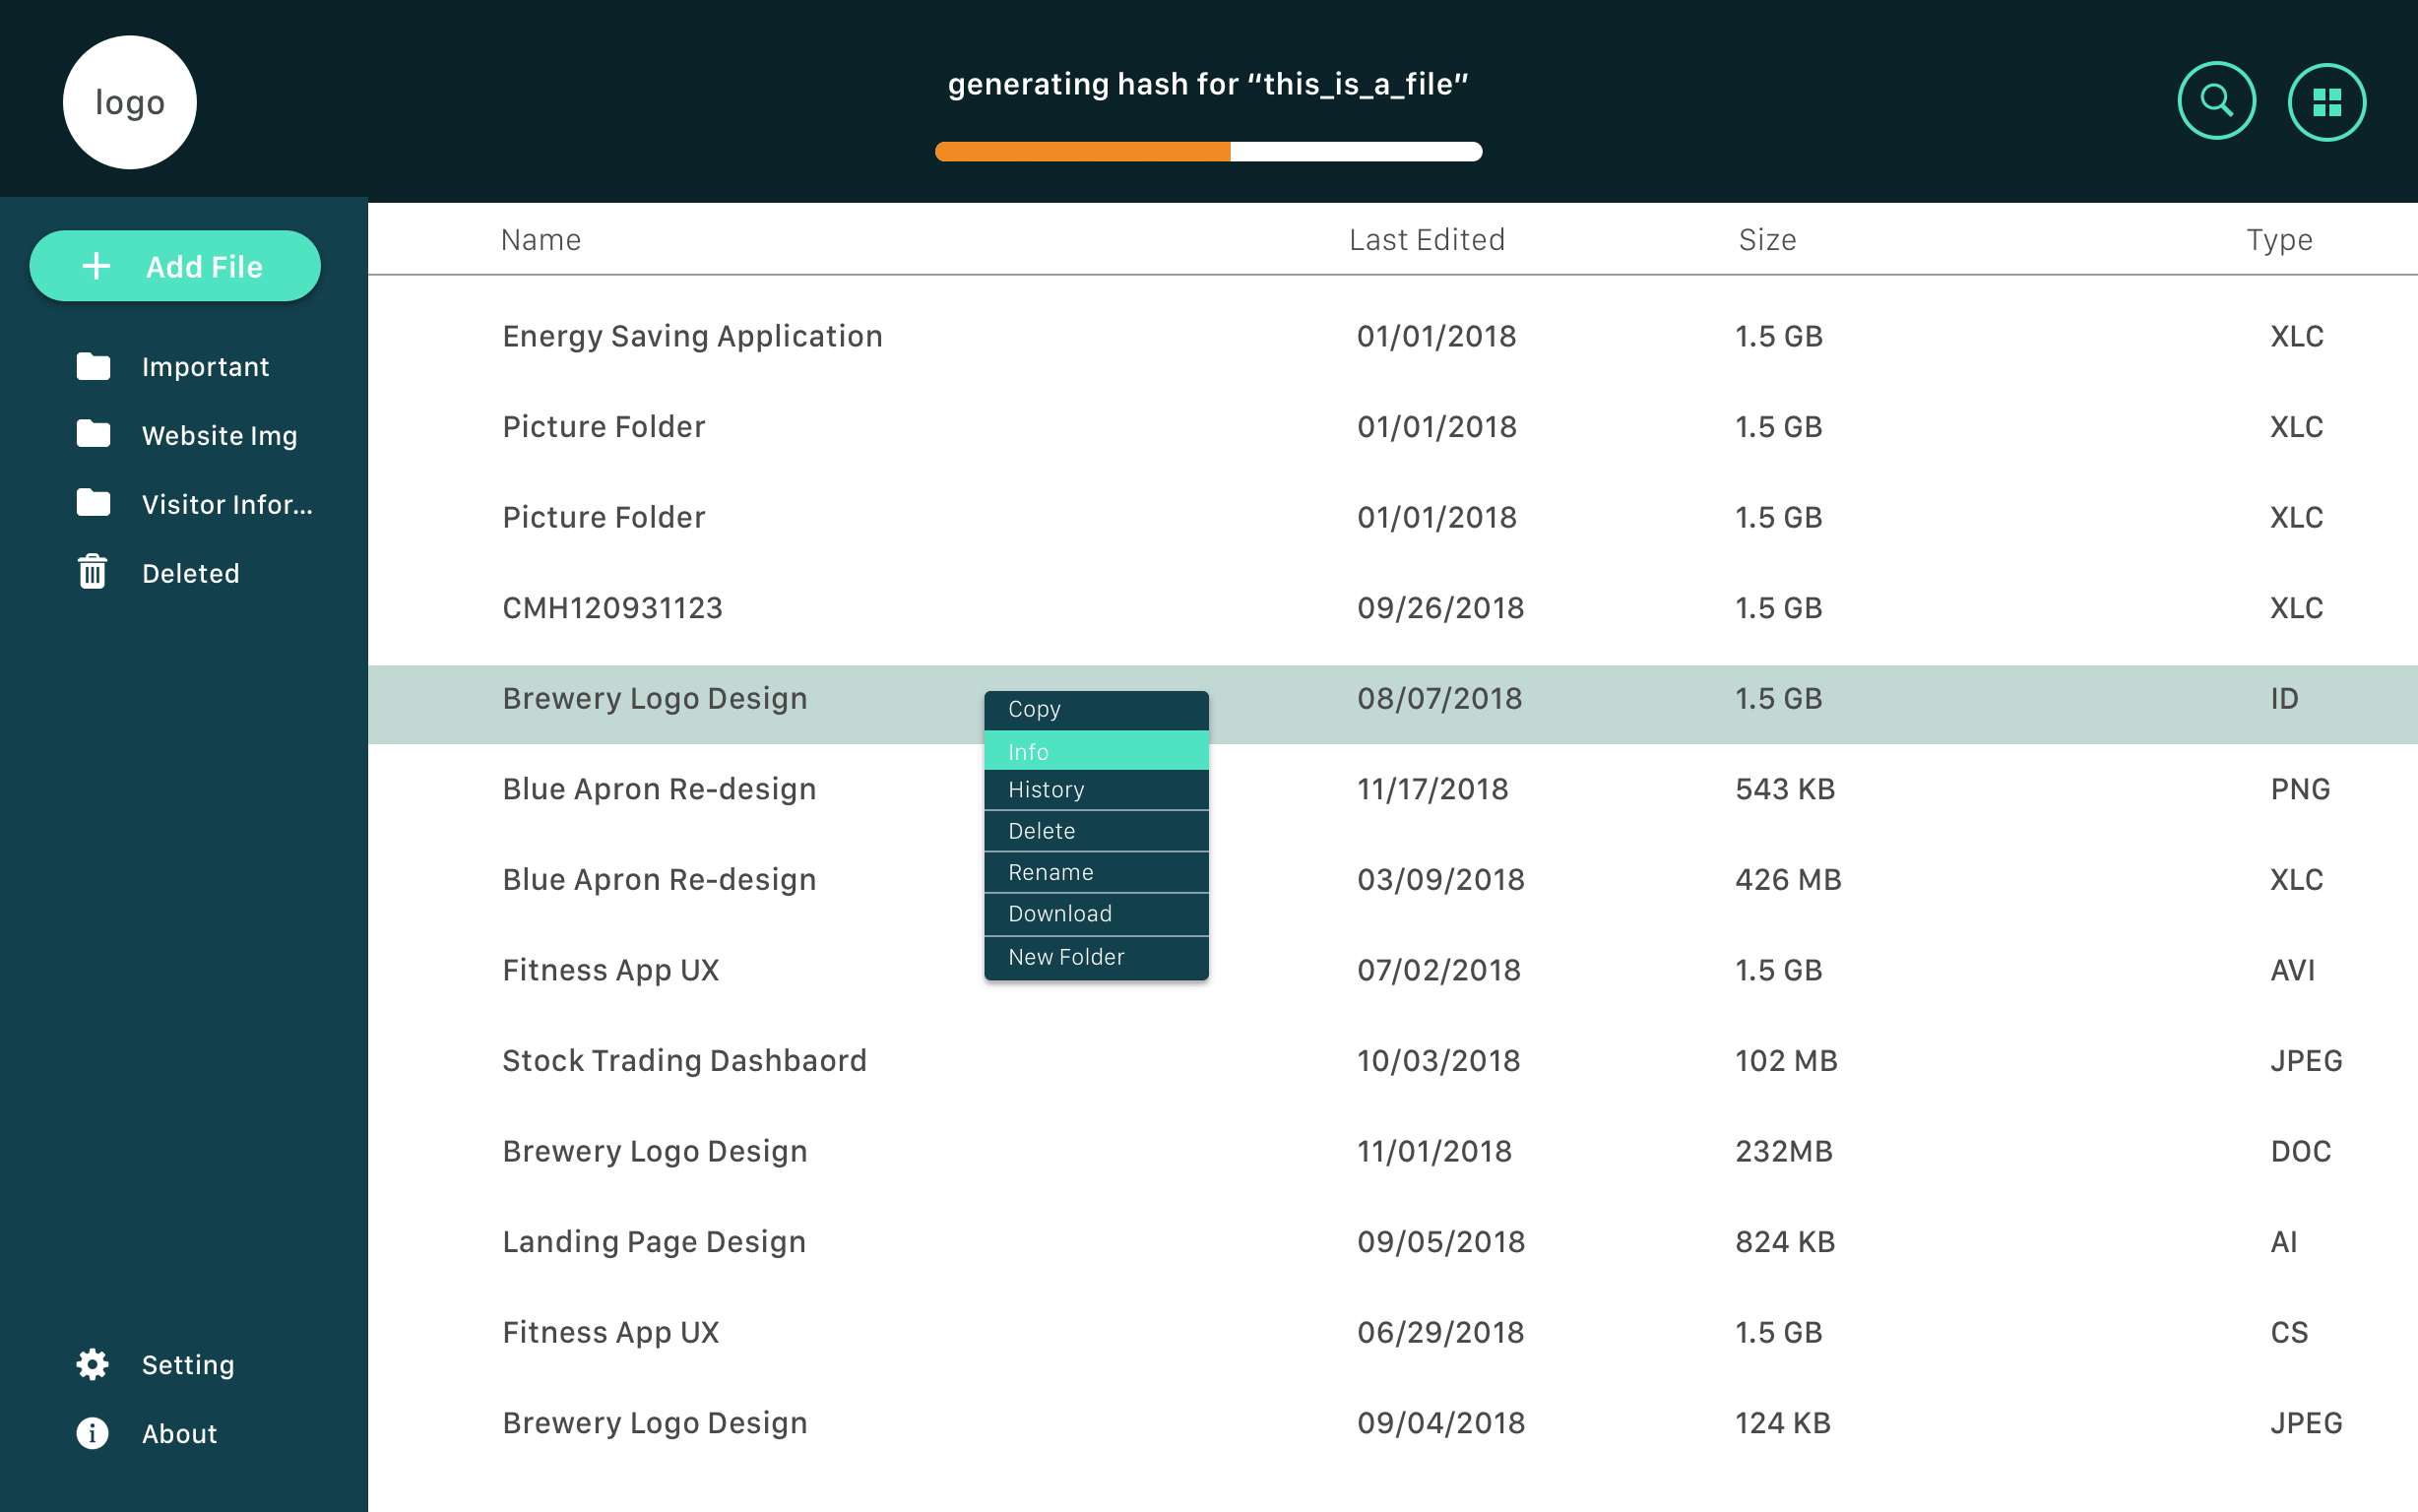 logo
generating hash for “this_is_a_file”
Add File
Important
Website Img
Visitor Infor...
Deleted
Setting
About
Name Last Edited Size Type
Energy Saving Application 01/01/2018 1.5 GB XLC
Picture Folder 01/01/2018 1.5 GB XLC
Picture Folder 01/01/2018 1.5 GB XLC
CMH120931123 09/26/2018 1.5 GB XLC
Brewery Logo Design 08/07/2018 1.5 GB ID
Blue Apron Re-design 11/17/2018 543 KB PNG
Blue Apron Re-design 03/09/2018 426 MB XLC
Fitness App UX 07/02/2018 1.5 GB AVI
Stock Trading Dashbaord 10/03/2018 102 MB JPEG
Brewery Logo Design 11/01/2018 232MB DOC
Landing Page Design 09/05/2018 824 KB AI
Fitness App UX 06/29/2018 1.5 GB CS
Brewery Logo Design 09/04/2018 124 KB JPEG
Copy
Info
History
Delete
Rename
Download
New Folder